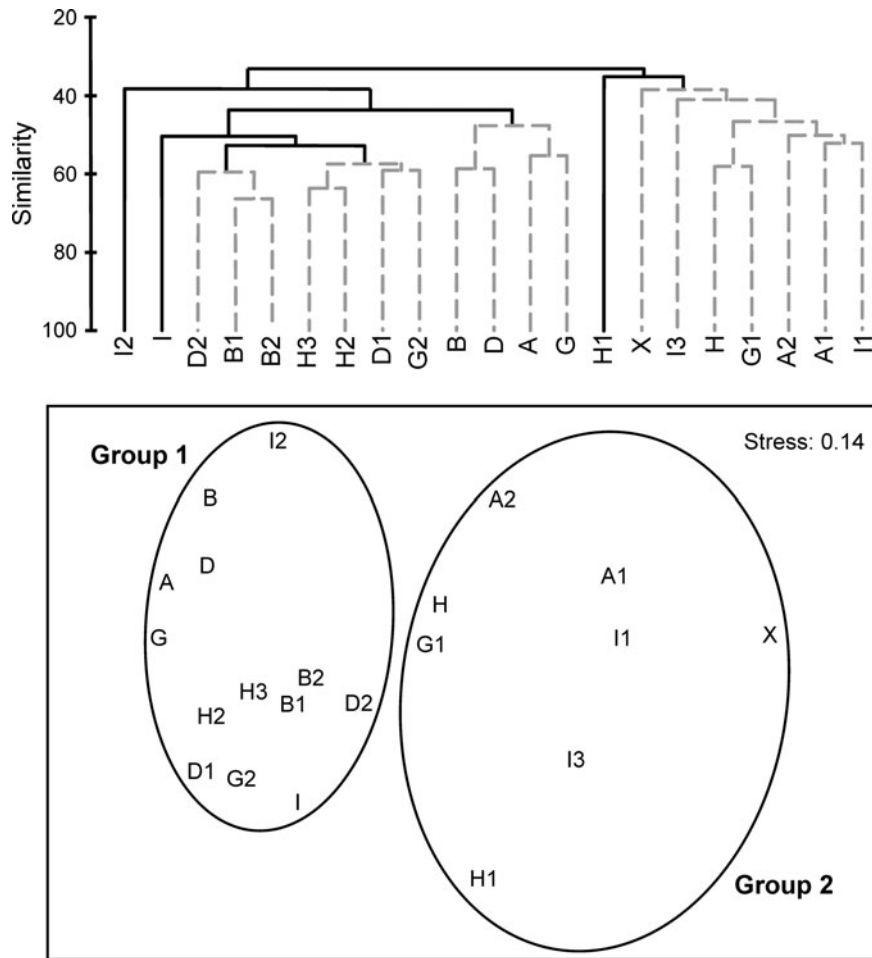 20
40
60
80
100
Similarity
I2 I D2 B1 B2 H3 H2 D1 G2 B D A G H1 X I3 H G1 A2 A1 I1
Group 1
I2
Stress: 0.14
B
A2
D
A
A1
H
G
G1
I1
X
B2
H3
B1
D2
H2
I3
D1
G2
I
H1
Group 2